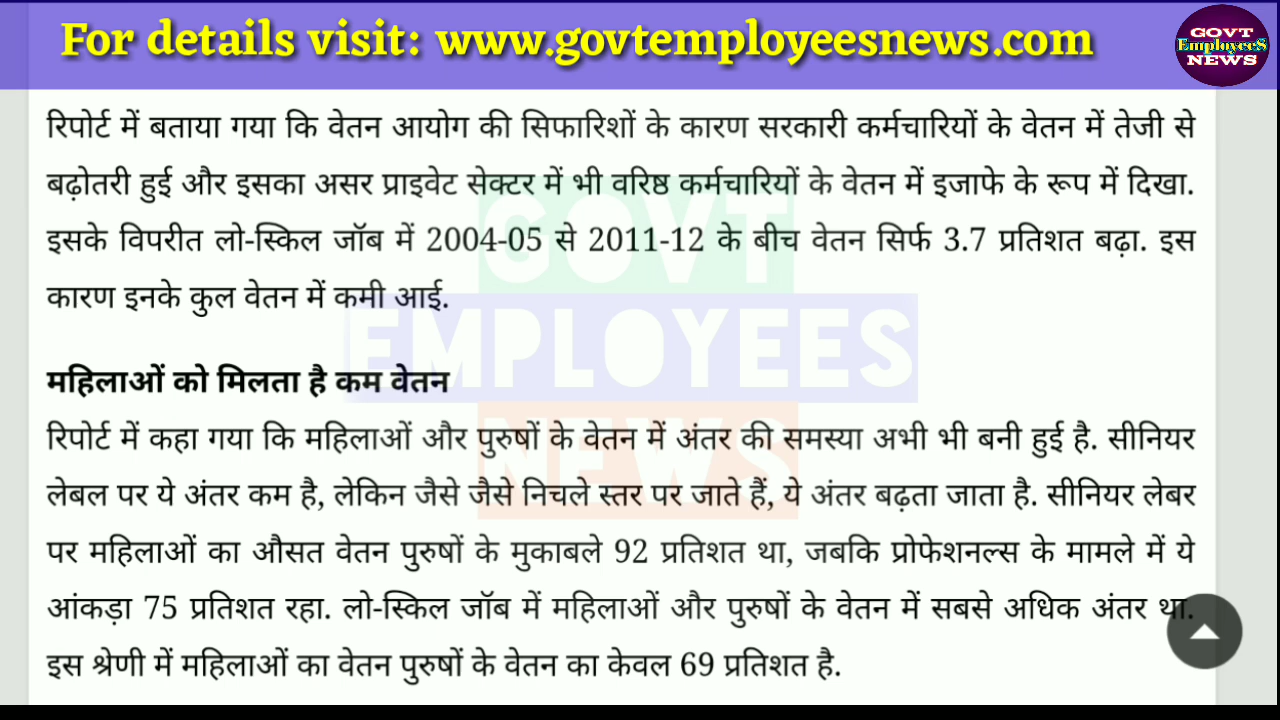 For details visit: www.govtemployeesnews.com
GOVT
EmployeeS
NEWS
रिपोर्ट में बताया गया कि वेतन आयोग की सिफारिशों के कारण सरकारी कर्मचारियों के वेतन में तेजी से
बढ़ोतरी हुई और इसका असर प्राइवेट सेक्टर में भी वरिष्ठ कर्मचारियों के वेतन में इजाफे के रूप में दिखा.
इसके विपरीत लो-स्किल जॉब में 2004-05 से 2011-12 के बीच वेतन सिर्फ 3.7 प्रतिशत बढ़ा. इस
कारण इनके कुल वेतन में कमी आई.
GOVT
EMPLOYEES
NEWS
महिलाओं को मिलता है कम वेतन
रिपोर्ट में कहा गया कि महिलाओं और पुरुषों के वेतन में अंतर की समस्या अभी भी बनी हुई है. सीनियर
लेबल पर ये अंतर कम है, लेकिन जैसे जैसे निचले स्तर पर जाते हैं, ये अंतर बढ़ता जाता है. सीनियर लेबर
पर महिलाओं का औसत वेतन पुरुषों के मुकाबले 92 प्रतिशत था, जबकि प्रोफेशनल्स के मामले में ये
आंकड़ा 75 प्रतिशत रहा. लो-स्किल जॉब में महिलाओं और पुरुषों के वेतन में सबसे अधिक अंतर था.
इस श्रेणी में महिलाओं का वेतन पुरुषों के वेतन का केवल 69 प्रतिशत है.